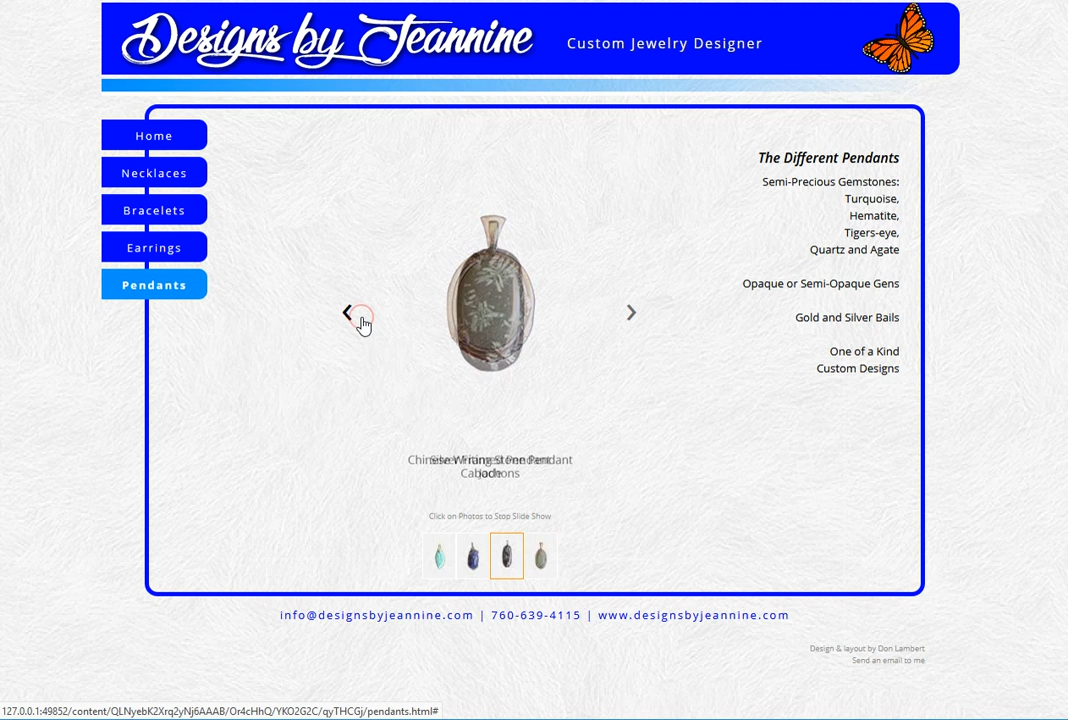 Designs by Jeannine
Custom Jewelry Designer
Home
Necklaces
Bracelets
Earrings
Pendants
The Different Pendants
Semi-Precious Gemstones:
Turquoise,
Hematite,
Tigers-eye,
Quartz and Agate
Opaque or Semi-Opaque Gens
Gold and Silver Bails
One of a Kind
Custom Designs
Click on Photos to Stop Slide Show
info@designsbyjeannine.com | 760-639-4115 | www.designsbyjeannine.com
Design & layout by Don Lambert
Send an email to me
127.0.0.1:49852/content/QLNyebK2Xrq2yNj6AAAB/Or4cHhQ/YKO2G2C/qyTHCGj/pendants.html#